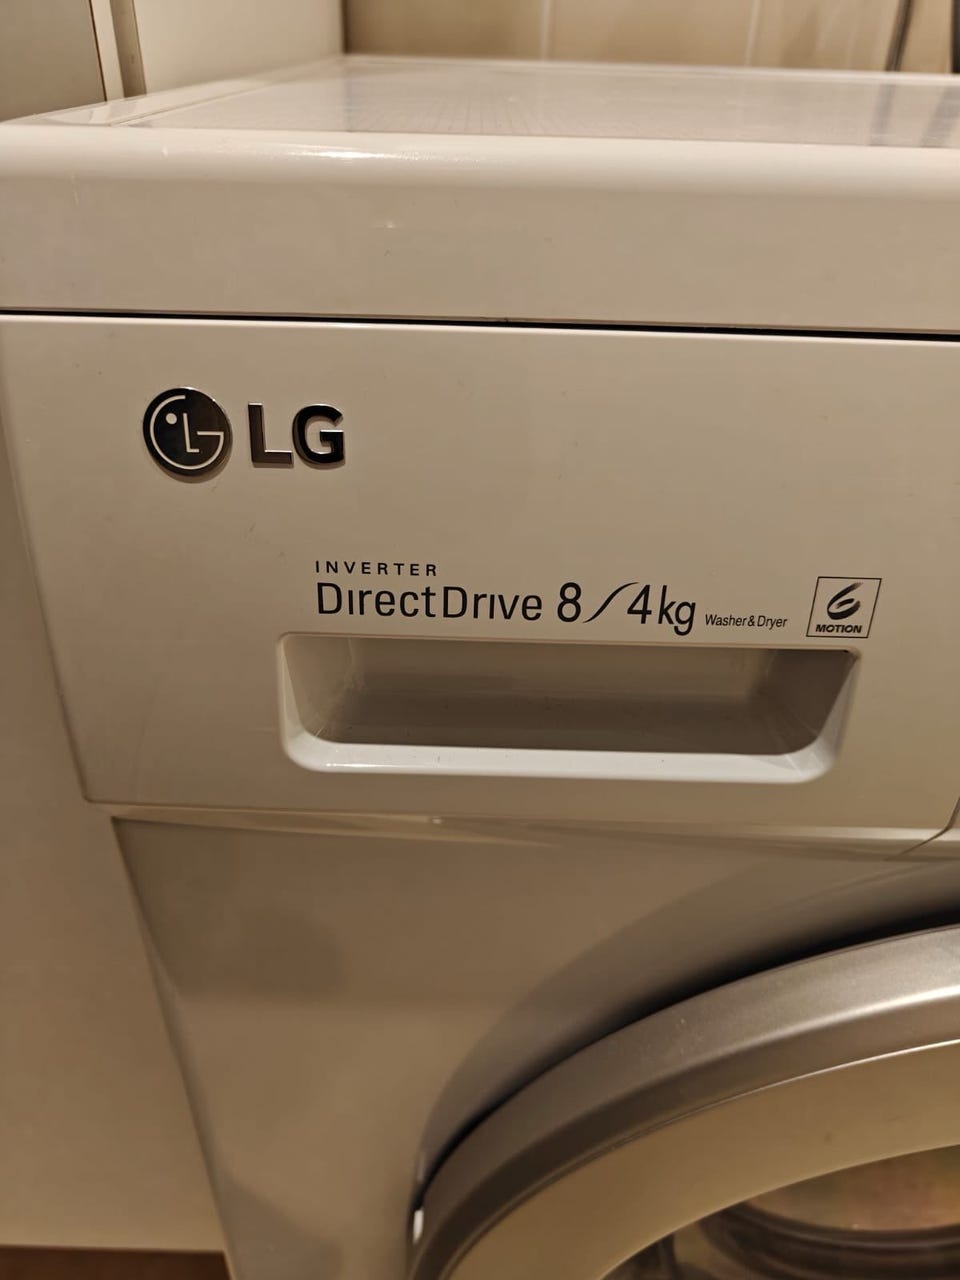 LG
INVERTER
DirectDrive 8/4kg Washer & Dryer
6 MOTION